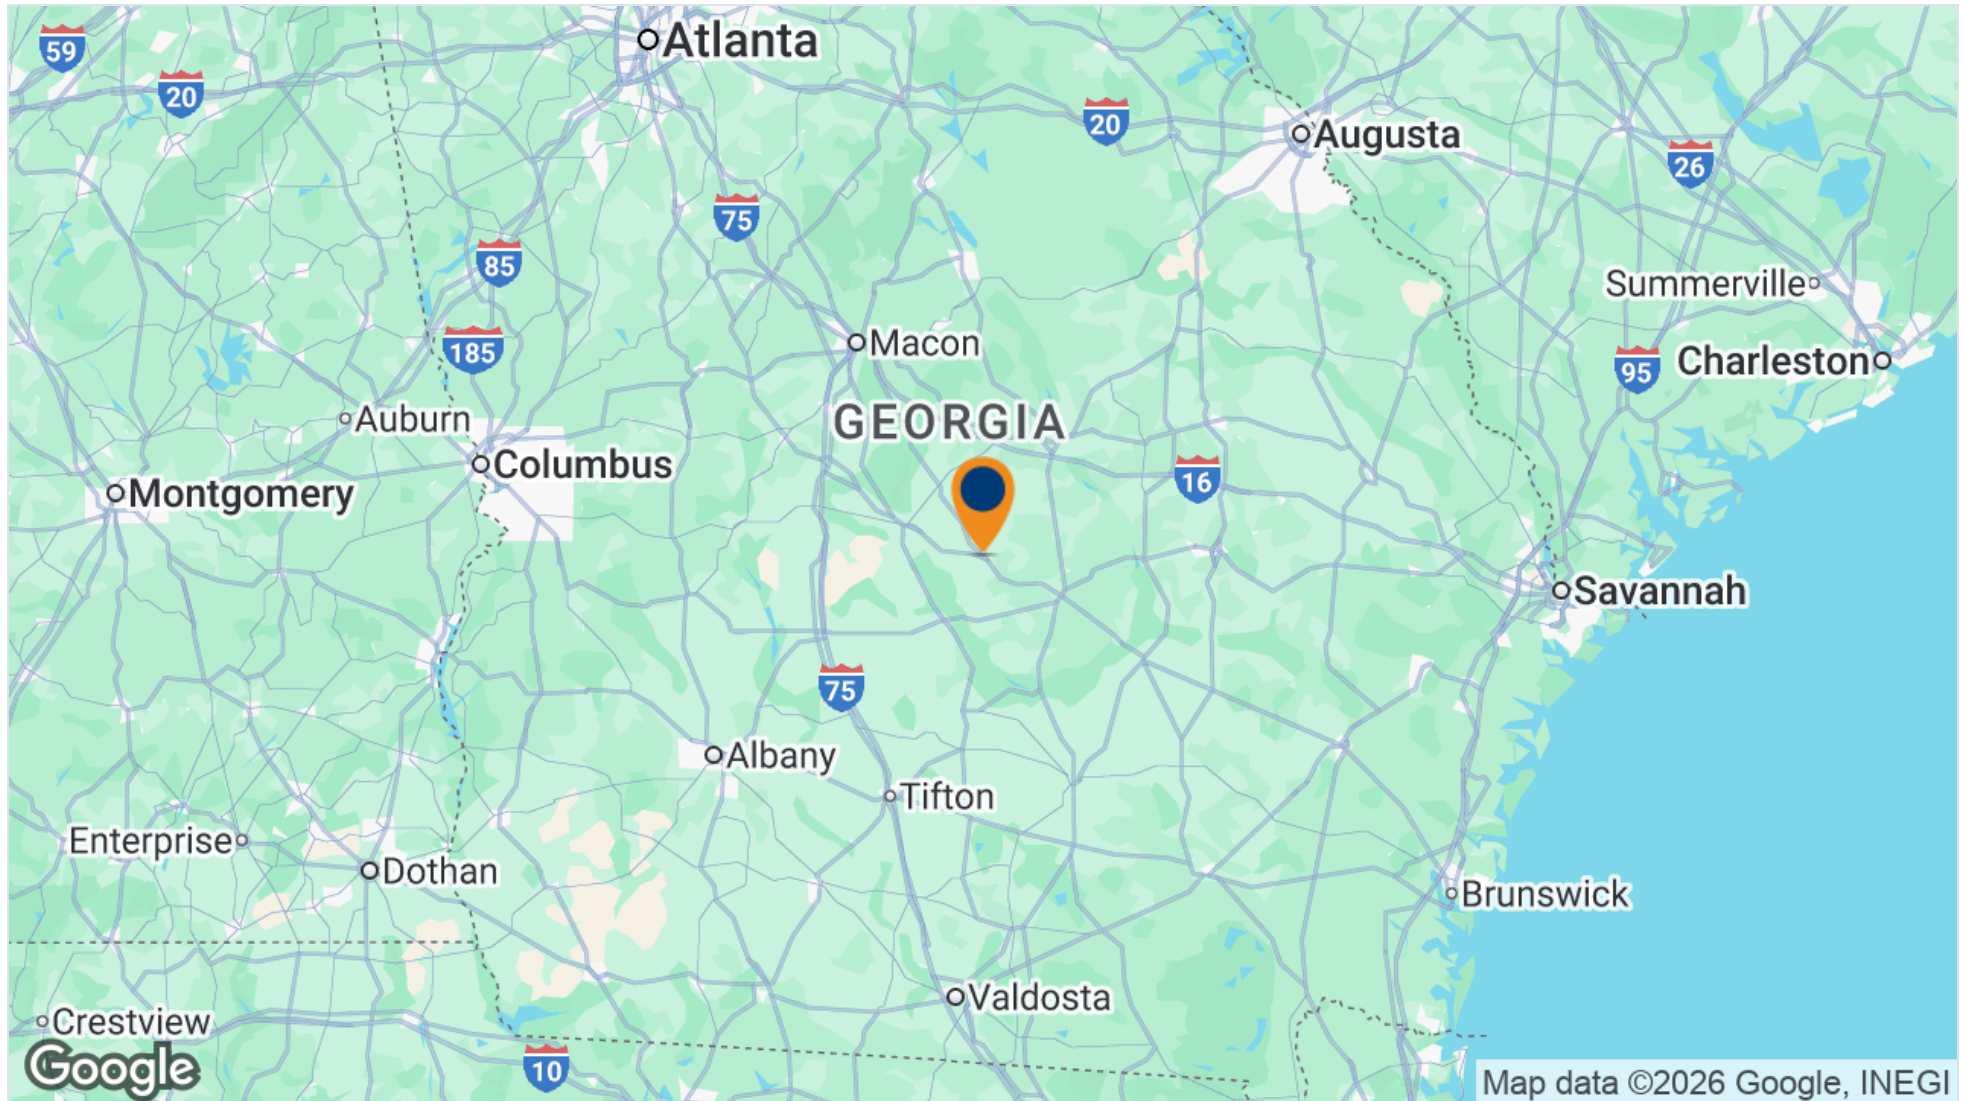 Atlanta
59
20
20
Augusta
26
75
85
Summerville
185
Macon
95
Charleston
Auburn
GEORGIA
Columbus
16
Montgomery
Savannah
75
Albany
Tifton
Enterprise
Dothan
Brunswick
Valdosta
Crestview
Google
10
Map data ©2026 Google, INEGI